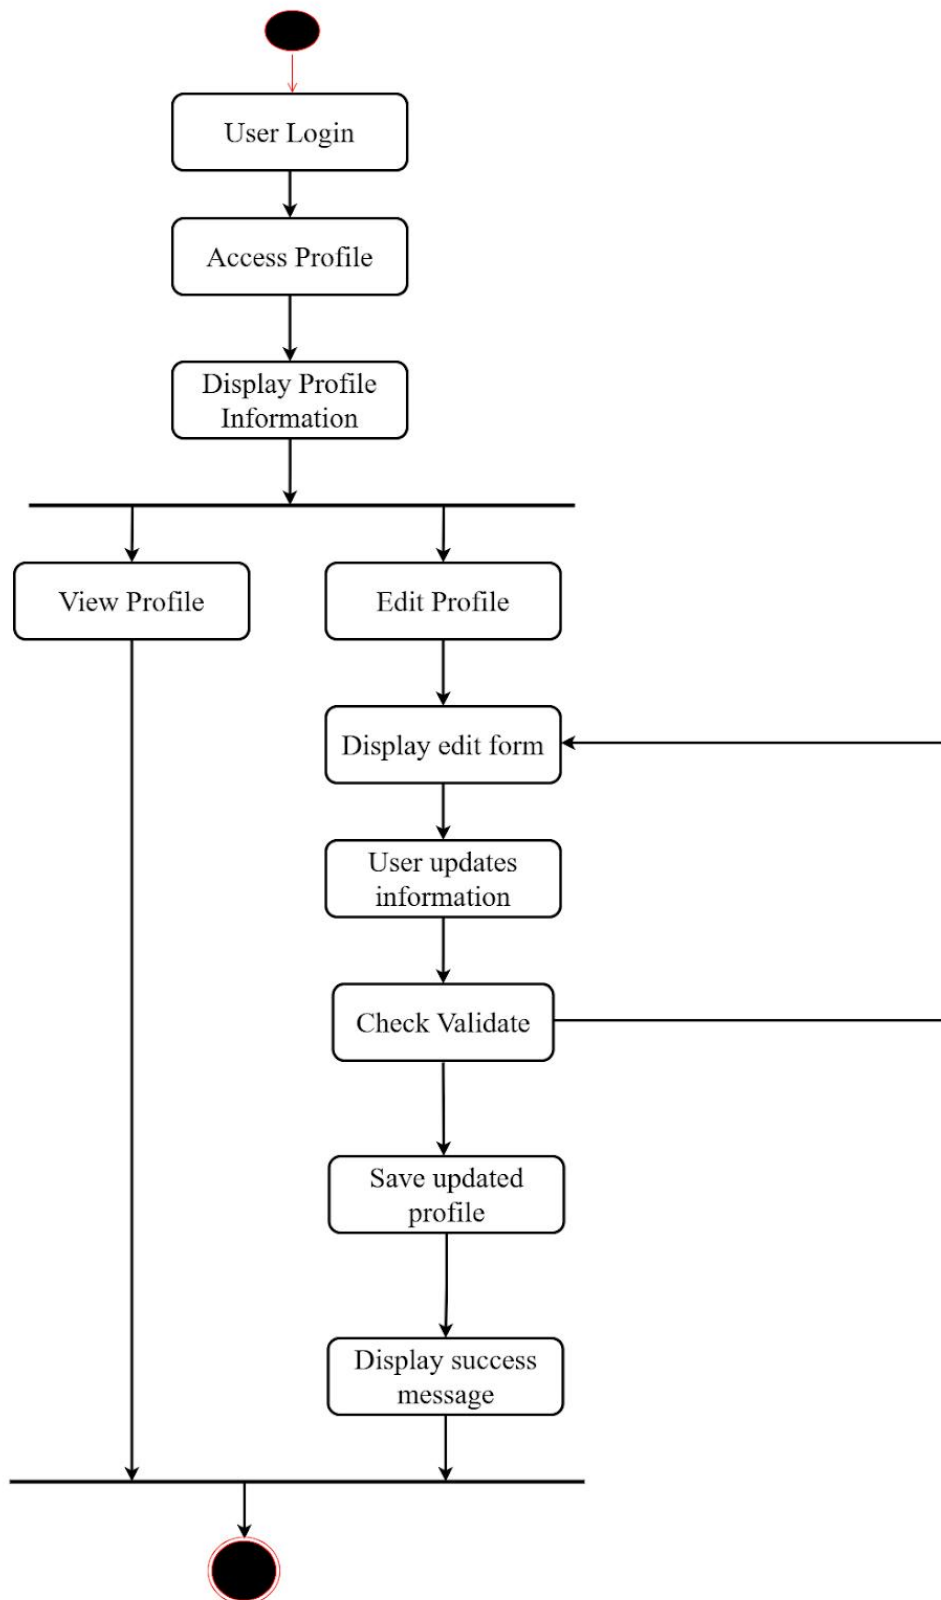 User Login
Access Profile
Display Profile
Information
View Profile
Edit Profile
Display edit form
User updates
information
Check Validate
Save updated
profile
Display success
message